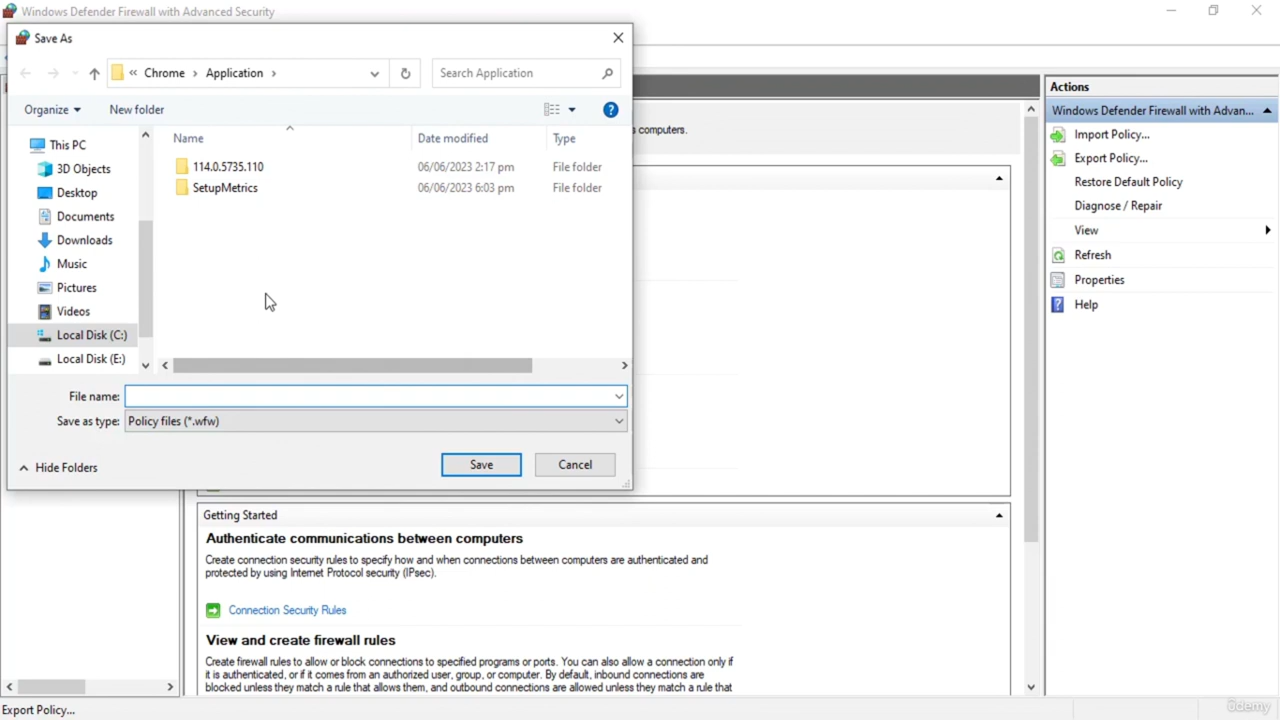 Windows Defender Firewall with Advanced Security
Save As
« Chrome › Application ›
Search Application
Organize
New folder
Name
Date modified
Type
This PC
3D Objects
Desktop
Documents
Downloads
Music
Pictures
Videos
Local Disk (C:)
Local Disk (E:)
114.0.5735.110 06/06/2023 2:17 pm File folder
SetupMetrics 06/06/2023 6:03 pm File folder
File name:
Save as type: Policy files (*.wfw)
Hide Folders
Save
Cancel
computers.
Getting Started
Authenticate communications between computers
Create connection security rules to specify how and when connections between computers are authenticated and
protected by using Internet Protocol security (IPsec).
Connection Security Rules
View and create firewall rules
Create firewall rules to allow or block connections to specified programs or ports. You can also allow a connection only if
it is authenticated, or if it comes from an authorized user, group, or computer. By default, inbound connections are
blocked unless they match a rule that allows them, and outbound connections are allowed unless they match a rule that
Actions
Windows Defender Firewall with Advan...
Import Policy...
Export Policy...
Restore Default Policy
Diagnose / Repair
View
Refresh
Properties
Help
Export Policy...
ûdemy